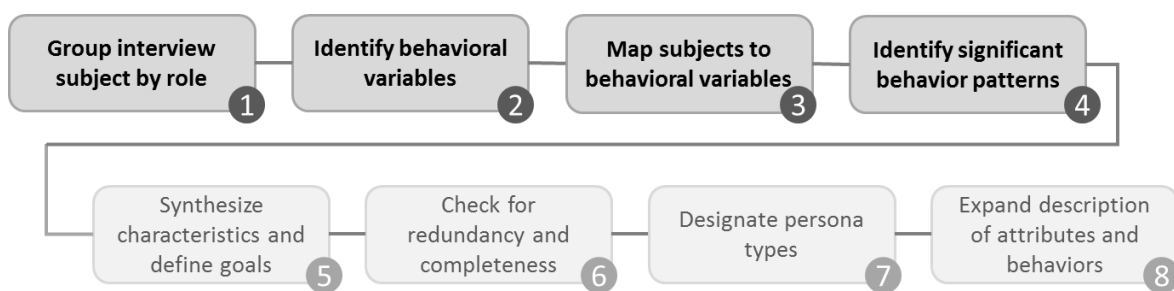 Group interview
subject by role
1
Identify behavioral
variables
2
Map subjects to
behavioral variables
3
Identify significant
behavior patterns
4
Synthesize
characteristics and
define goals
5
Check for
redundancy and
completeness
6
Designate persona
types
7
Expand description
of attributes and
behaviors
8